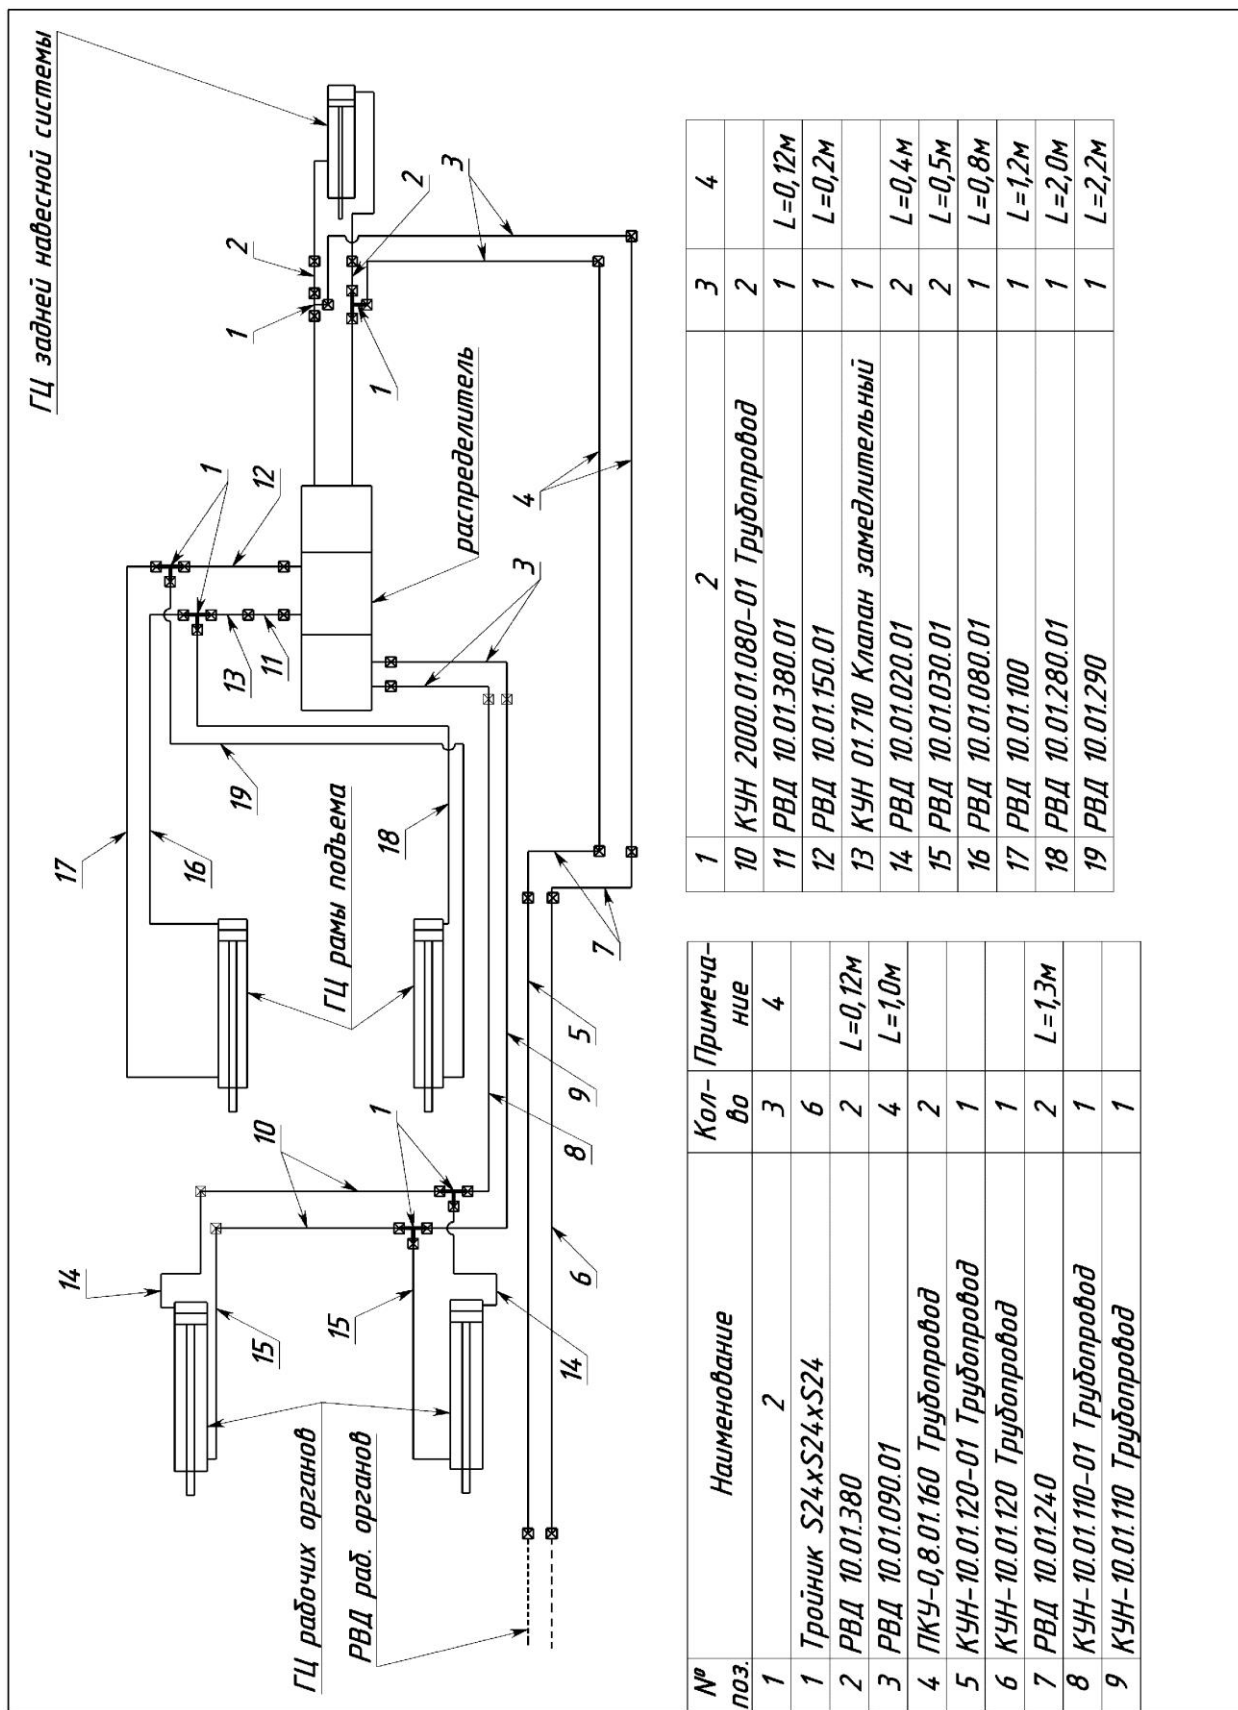 ГЦ задней навесной системы
17
16
1
12
13
11
19
18
ГЦ рамы подъема
распределитель
2
1
1
2
3
3
4
14
15
10
1
15
14
8
9
5
6
7
ГЦ рабочих органов
РВД раб. органов
№ поз. Наименование Кол-во Примеча-
ние
1 2 3 4
1 Тройник S24xS24xS24 6
2 РВД 10.01.380 2 L=0,12м
3 РВД 10.01.090.01 4 L=1,0м
4 ПКУ-0,8.01.160 Трубопровод 2
5 КУН-10.01.120-01 Трубопровод 1
6 КУН-10.01.120 Трубопровод 1
7 РВД 10.01.240 2 L=1,3м
8 КУН-10.01.110-01 Трубопровод 1
9 КУН-10.01.110 Трубопровод 1
1 2 3 4
10 КУН 2000.01.080-01 Трубопровод 2
11 РВД 10.01.380.01 1 L=0,12м
12 РВД 10.01.150.01 1 L=0,2м
13 КУН 01.710 Клапан замедлительный 1
14 РВД 10.01.020.01 2 L=0,4м
15 РВД 10.01.030.01 2 L=0,5м
16 РВД 10.01.080.01 1 L=0,8м
17 РВД 10.01.100 1 L=1,2м
18 РВД 10.01.280.01 1 L=2,0м
19 РВД 10.01.290 1 L=2,2м